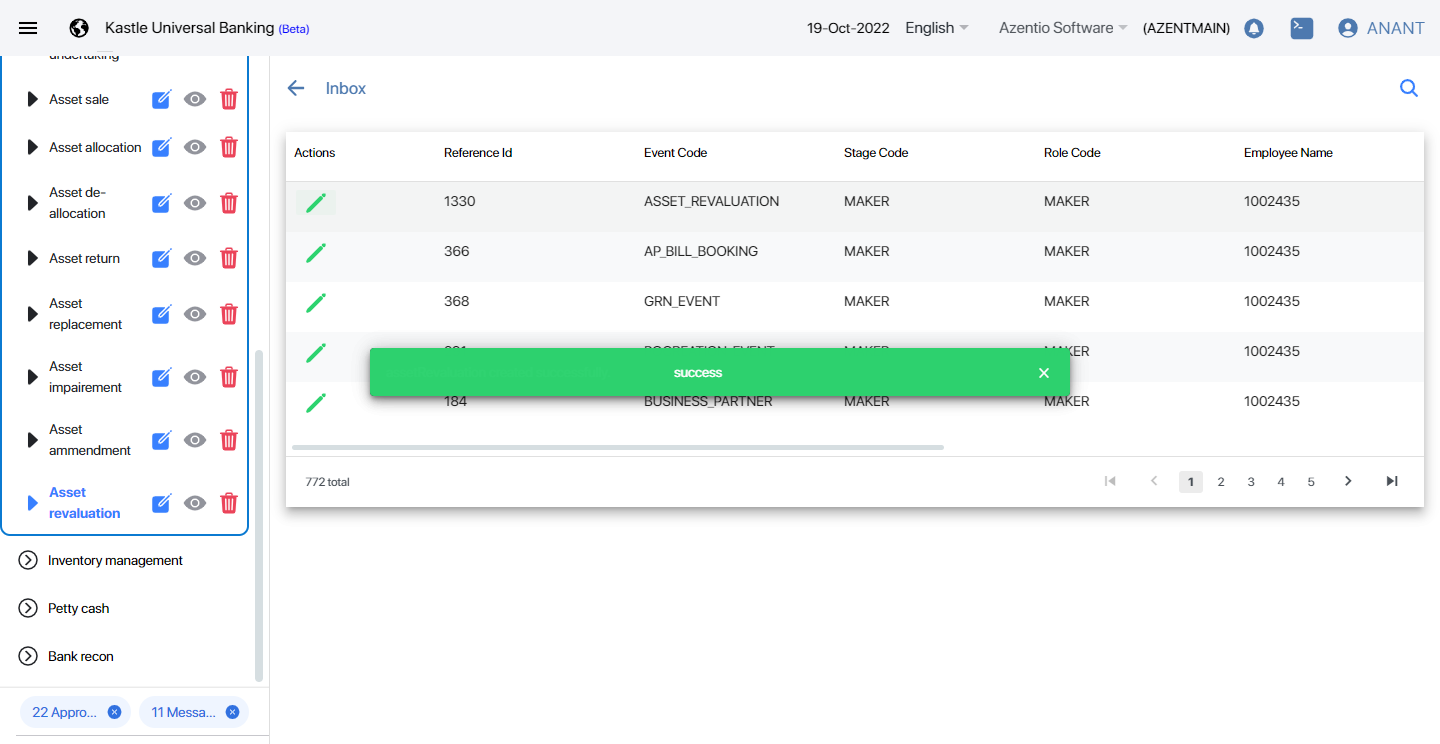 Kastle Universal Banking (Beta)
19-Oct-2022
English
Azentio Software
(AZENTMAIN)
ANANT
undertaking
Asset sale
Asset allocation
Asset de-
allocation
Asset return
Asset
replacement
Asset
impairement
Asset
ammendment
Asset
revaluation
Inventory management
Petty cash
Bank recon
22 Appro...
11 Messa...
Inbox
Actions Reference Id Event Code Stage Code Role Code Employee Name
1330 ASSET_REVALUATION MAKER MAKER 1002435
366 AP_BILL_BOOKING MAKER MAKER 1002435
368 GRN_EVENT MAKER MAKER 1002435
MAKER MAKER 1002435
success
184 BUSINESS_PARTNER MAKER MAKER 1002435
772 total
1 2 3 4 5